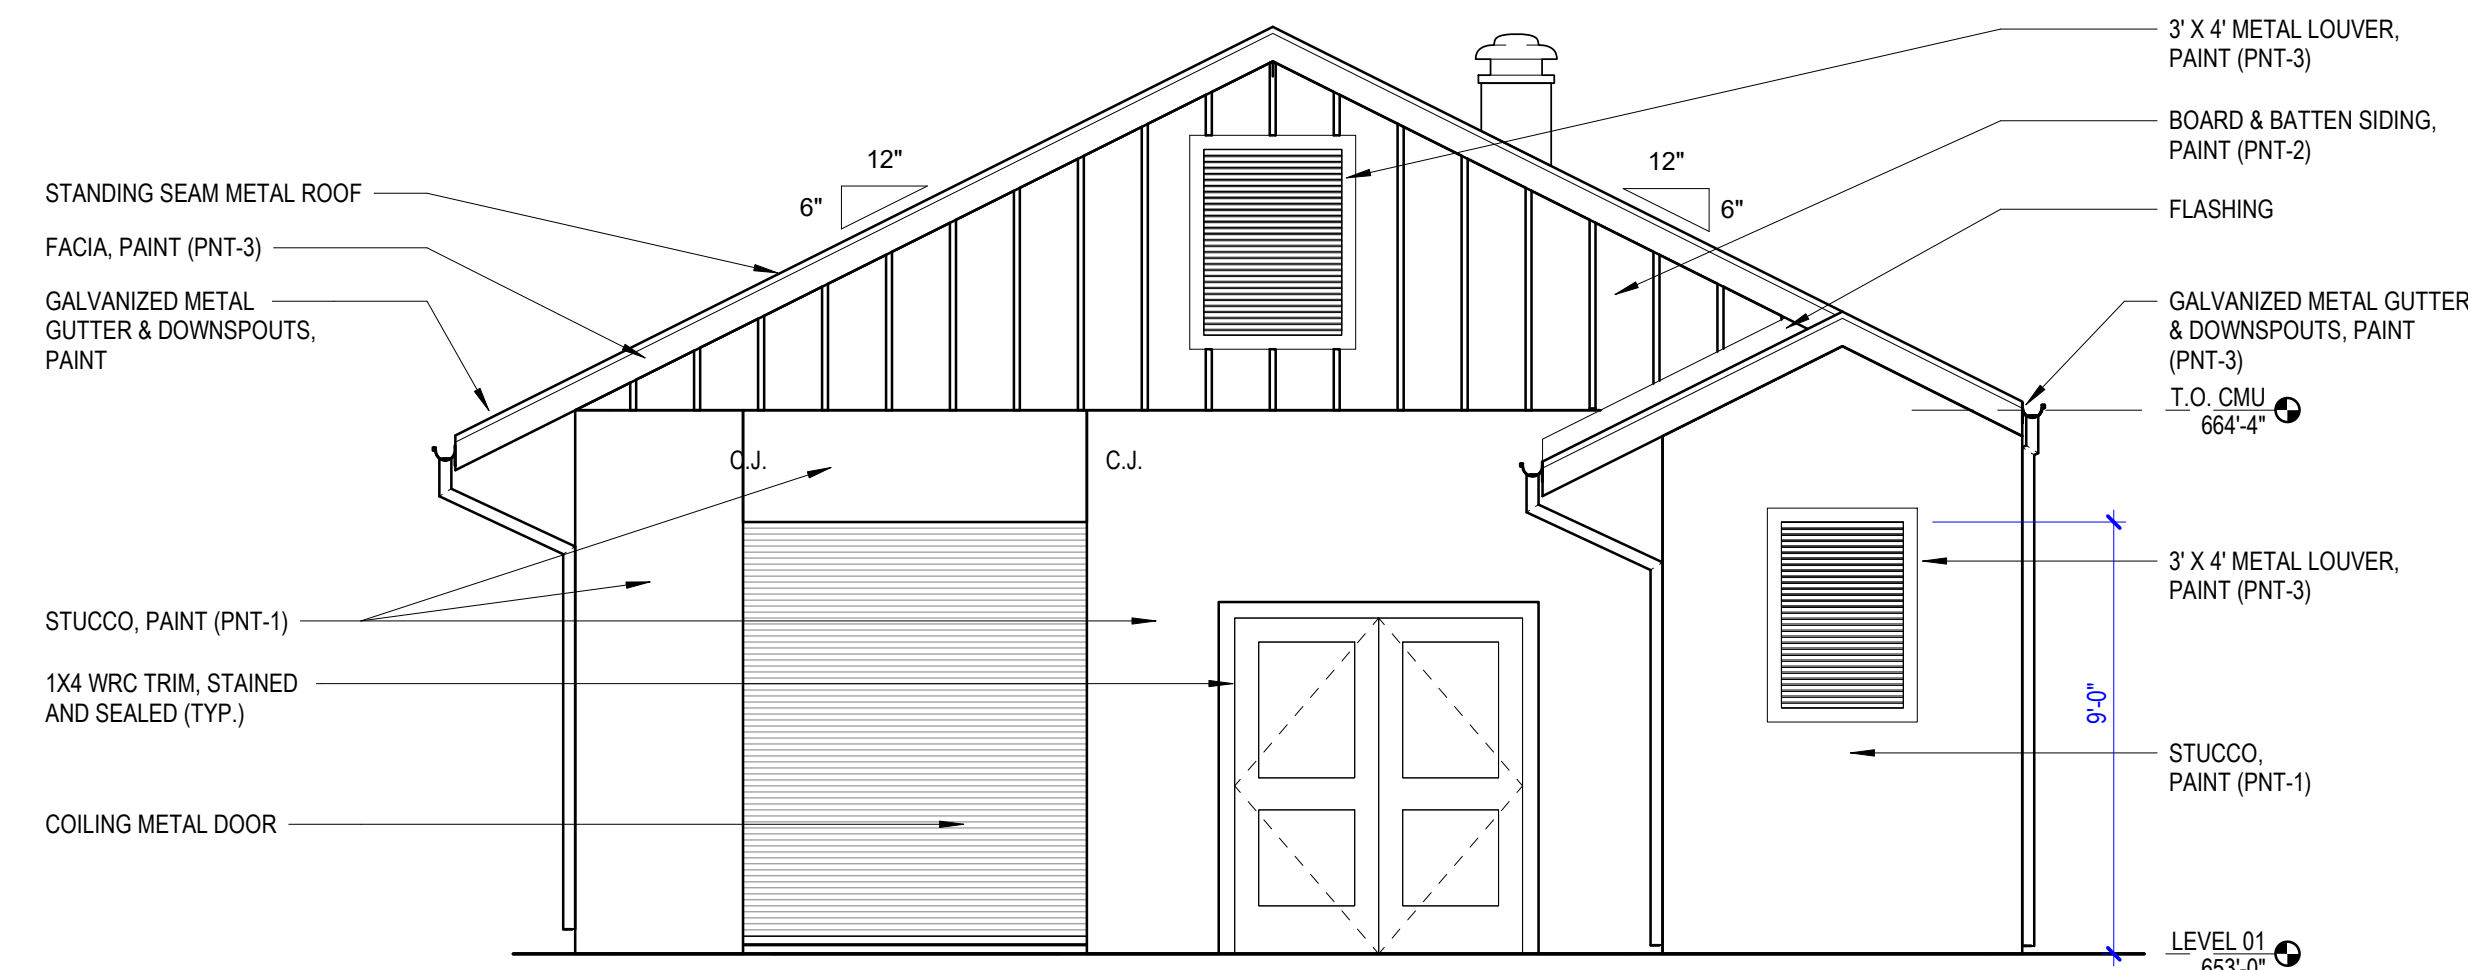 STANDING SEAM METAL ROOF
FACIA, PAINT (PNT-3)
GALVANIZED METAL
GUTTER & DOWNSPOUTS,
PAINT
STUCCO, PAINT (PNT-1)
1X4 WRC TRIM, STAINED
AND SEALED (TYP.)
COILING METAL DOOR
12"
6"
12"
6"
C.J.
C.J.
3' X 4' METAL LOUVER,
PAINT (PNT-3)
BOARD & BATTEN SIDING,
PAINT (PNT-2)
FLASHING
GALVANIZED METAL GUTTER
& DOWNSPOUTS, PAINT
(PNT-3)
T.O. CMU
664'-4"
3' X 4' METAL LOUVER,
PAINT (PNT-3)
9'-0"
STUCCO,
PAINT (PNT-1)
LEVEL 01
653'-0"